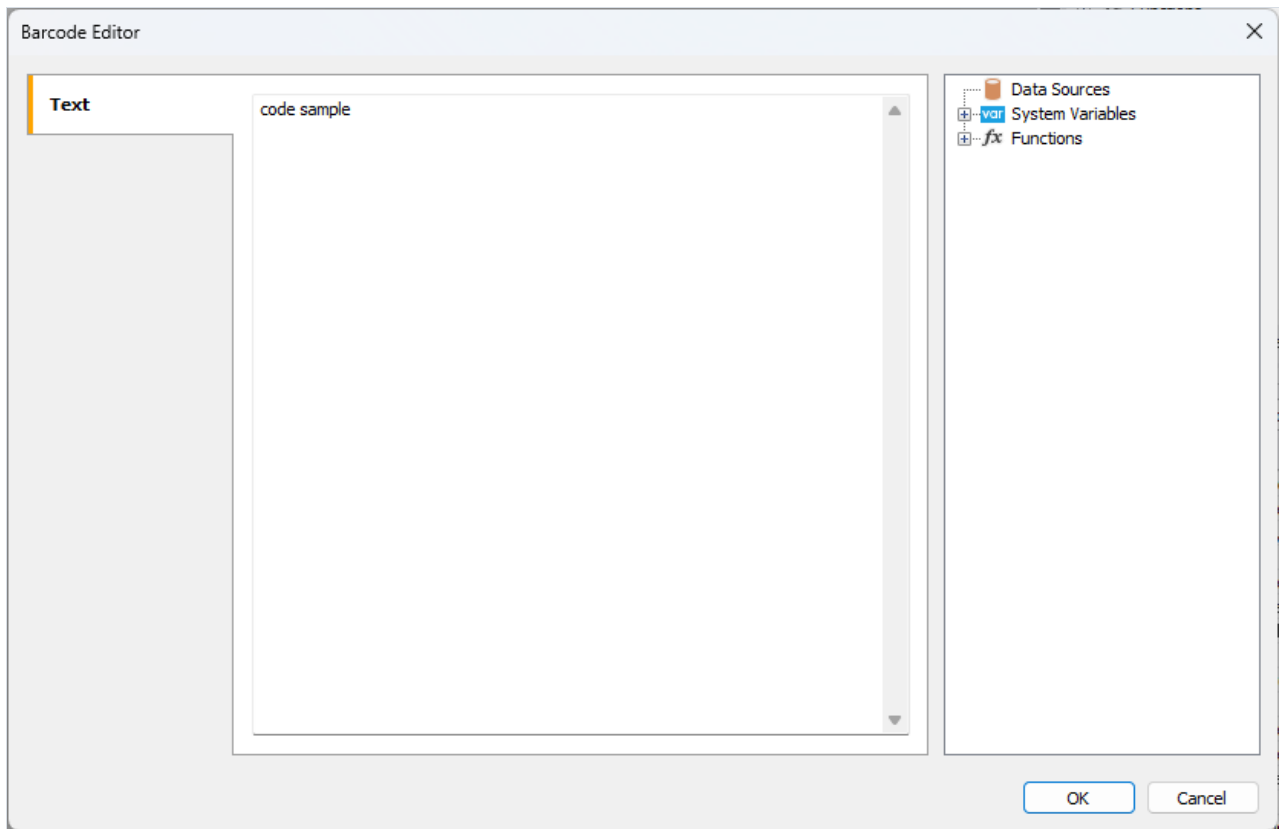 Barcode Editor
Text
code sample
Data Sources
var System Variables
fx Functions
OK
Cancel